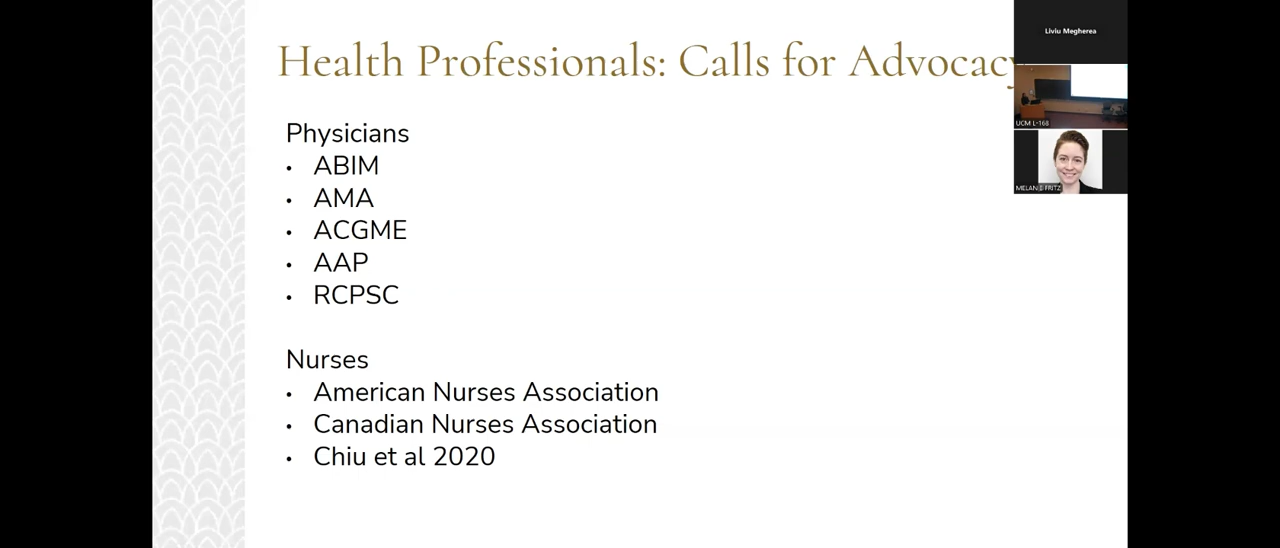 Health Professionals: Calls for Advocacy
Physicians
• ABIM
• AMA
• ACGME
• AAP
• RCPSC
Nurses
• American Nurses Association
• Canadian Nurses Association
• Chiu et al 2020
Liviu Megherea
UCM L-168
FRITZ